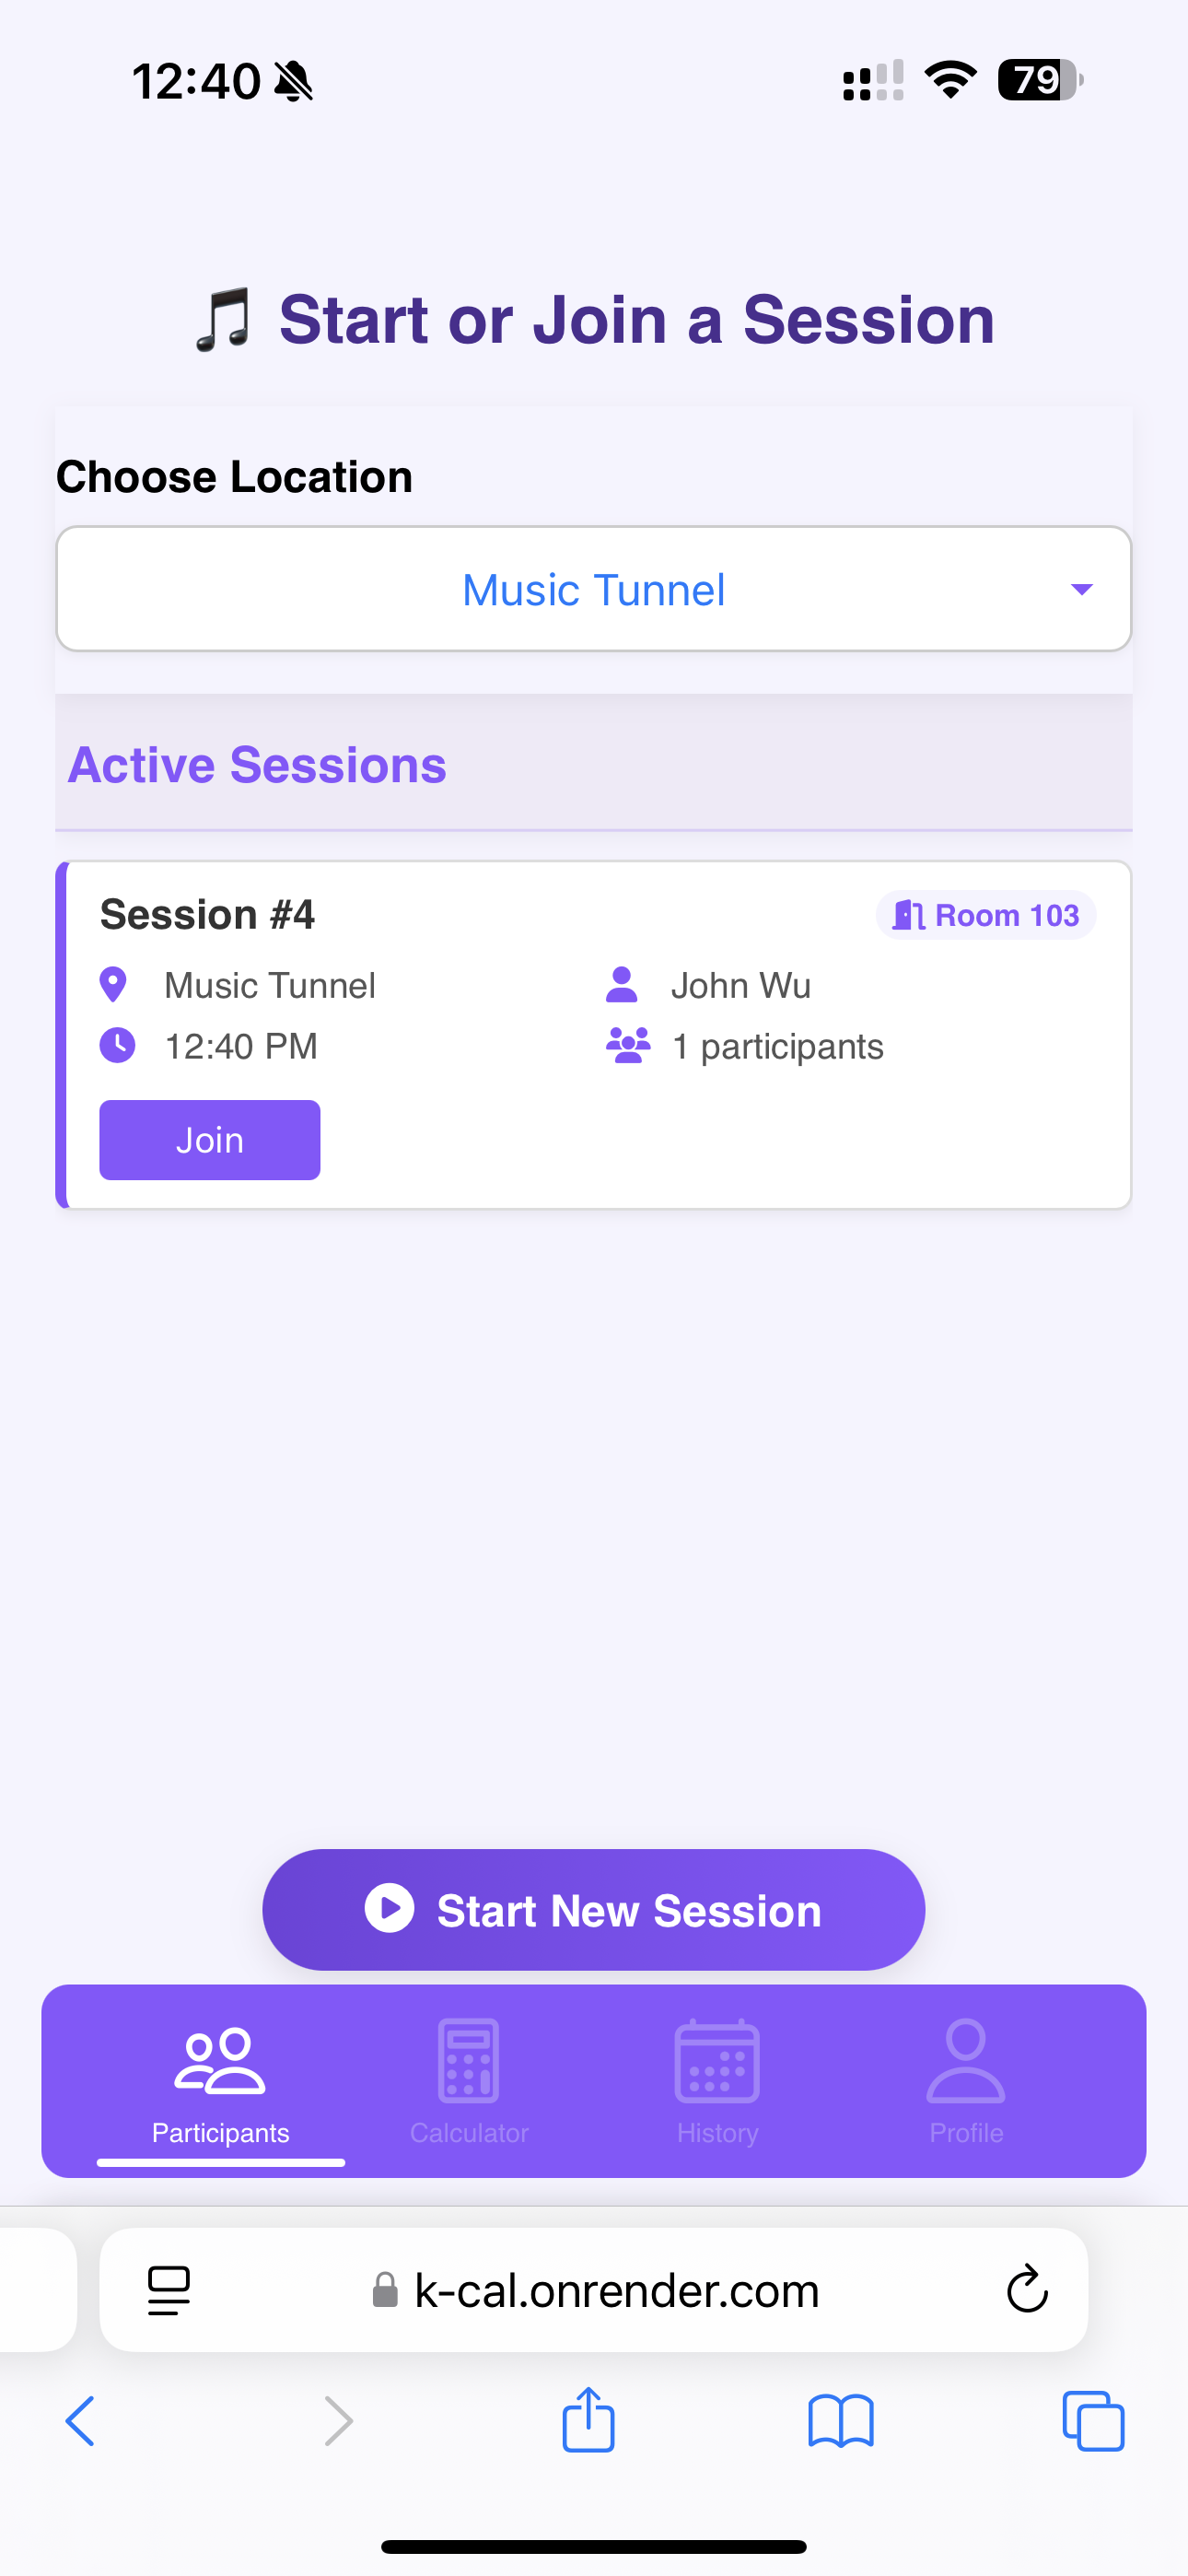 12:40
79
Start or Join a Session
Choose Location
Music Tunnel
Active Sessions
Session #4
Room 103
Music Tunnel
John Wu
12:40 PM
1 participants
Join
Start New Session
Participants
Calculator
History
Profile
k-cal.onrender.com